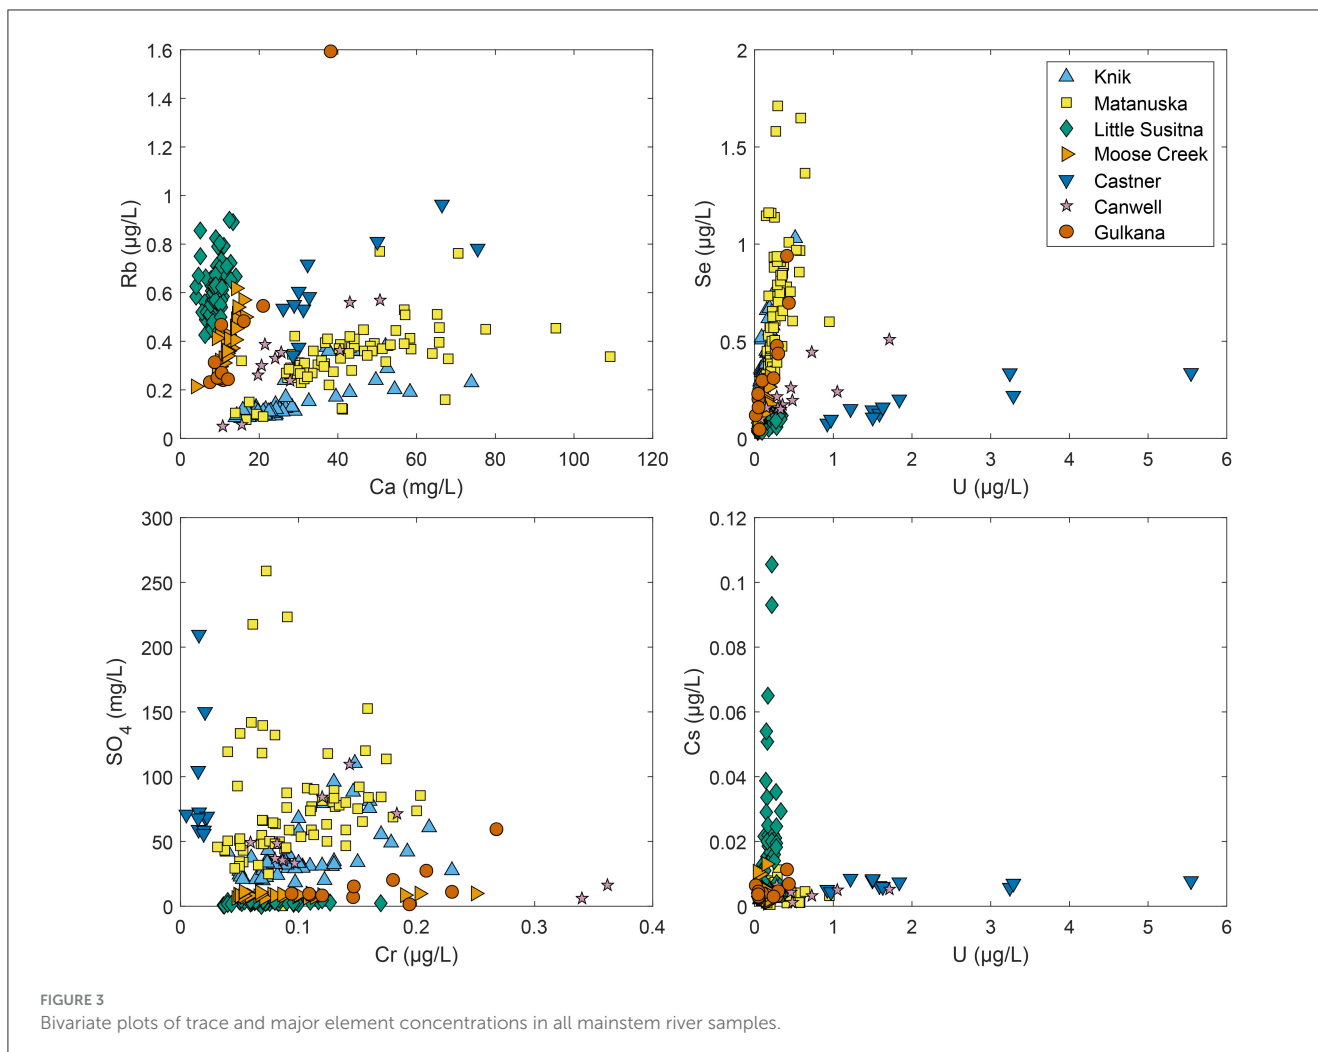 1.6
1.4
1.2
1
0.8
0.6
0.4
0.2
0
Rb (µg/L)
0 20 40 60 80 100 120
Ca (mg/L)
2
1.5
1
0.5
0
Se (µg/L)
0 1 2 3 4 5 6
U (µg/L)
Knik
Matanuska
Little Susitna
Moose Creek
Castner
Canwell
Gulkana
300
250
200
150
100
50
0
SO4 (mg/L)
0 0.1 0.2 0.3 0.4
Cr (µg/L)
0.12
0.1
0.08
0.06
0.04
0.02
0
Cs (µg/L)
0 1 2 3 4 5 6
U (µg/L)
FIGURE 3
Bivariate plots of trace and major element concentrations in all mainstem river samples.